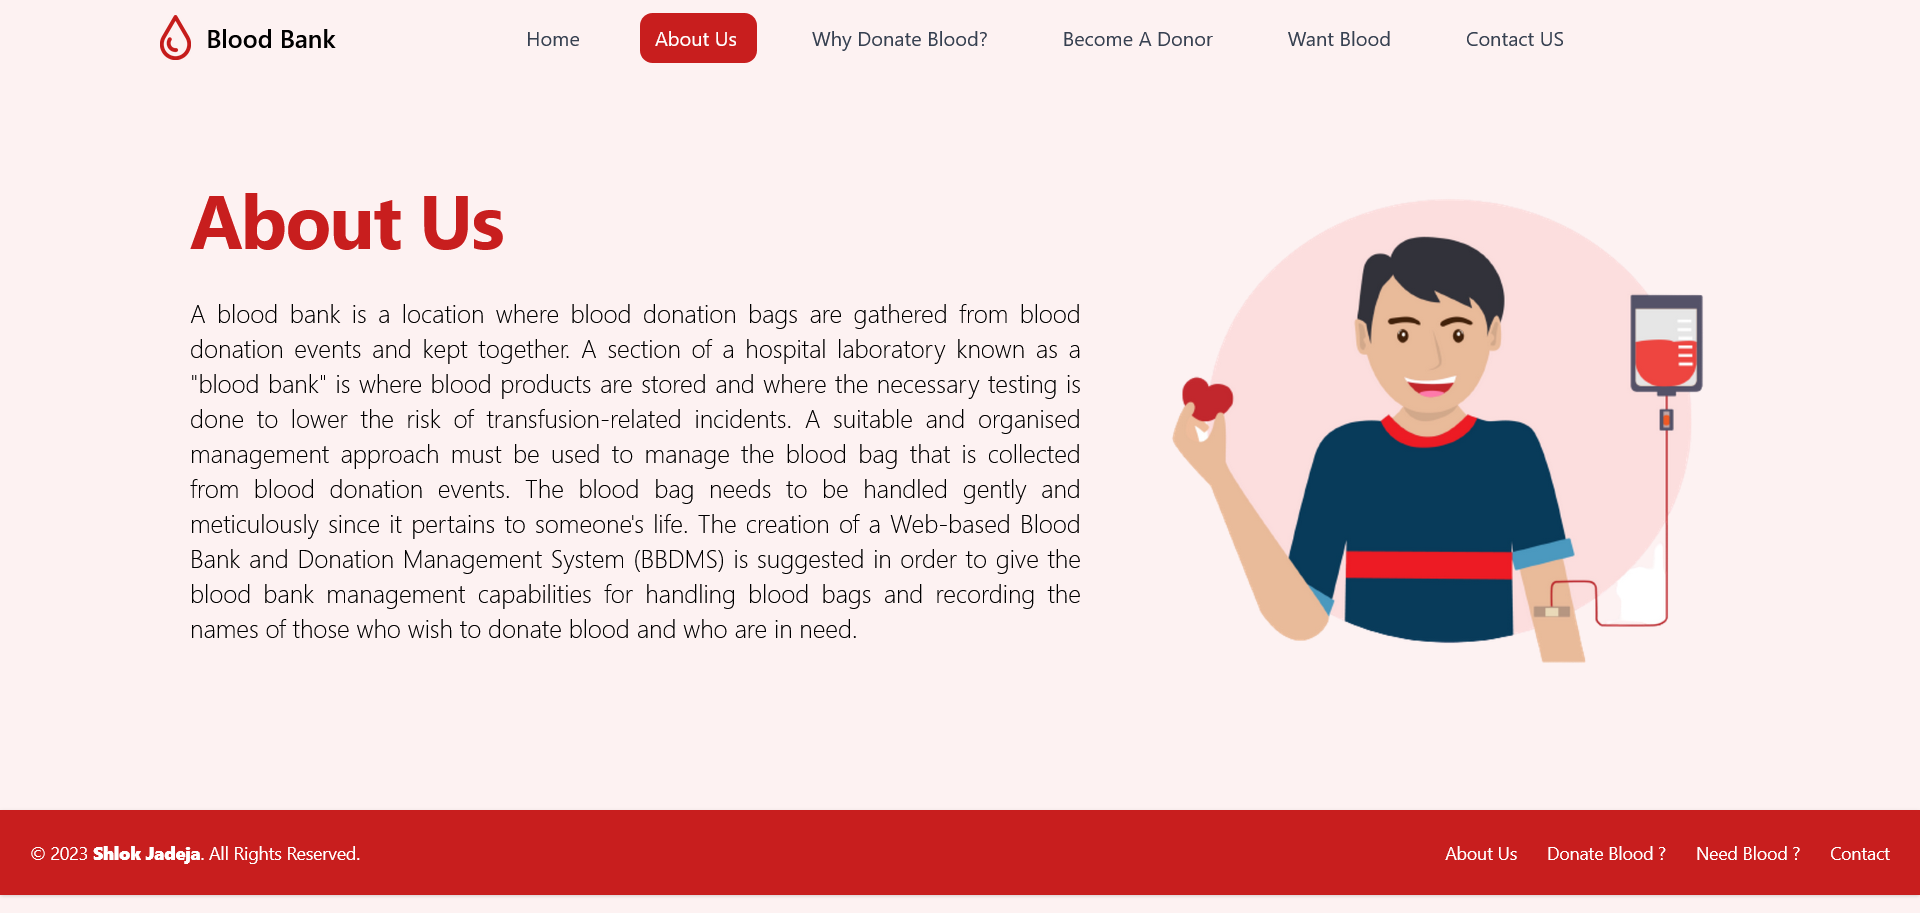 Blood Bank
Home
About Us
Why Donate Blood?
Become A Donor
Want Blood
Contact US
About Us
A blood bank is a location where blood donation bags are gathered from blood
donation events and kept together. A section of a hospital laboratory known as a
"blood bank" is where blood products are stored and where the necessary testing is
done to lower the risk of transfusion-related incidents. A suitable and organised
management approach must be used to manage the blood bag that is collected
from blood donation events. The blood bag needs to be handled gently and
meticulously since it pertains to someone's life. The creation of a Web-based Blood
Bank and Donation Management System (BBDMS) is suggested in order to give the
blood bank management capabilities for handling blood bags and recording the
names of those who wish to donate blood and who are in need.
© 2023 Shlok Jadeja. All Rights Reserved.
About Us
Donate Blood ?
Need Blood ?
Contact